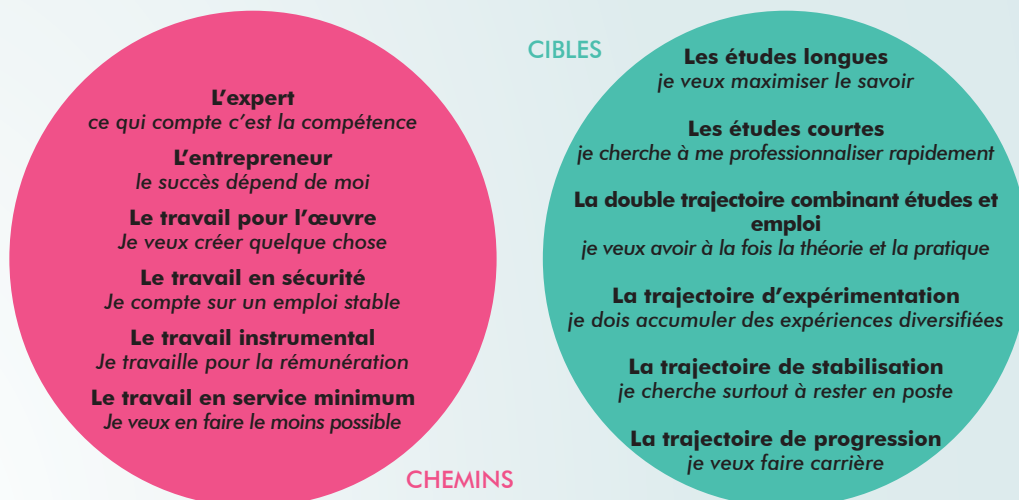 L'expert
ce qui compte c'est la compétence
L'entrepreneur
le succès dépend de moi
Le travail pour l'œuvre
Je veux créer quelque chose
Le travail en sécurité
Je compte sur un emploi stable
Le travail instrumental
Je travaille pour la rémunération
Le travail en service minimum
Je veux en faire le moins possible
CHEMINS
CIBLES
Les études longues
je veux maximiser le savoir
Les études courtes
je cherche à me professionnaliser rapidement
La double trajectoire combinant études et
emploi
je veux avoir à la fois la théorie et la pratique
La trajectoire d'expérimentation
je dois accumuler des expériences diversifiées
La trajectoire de stabilisation
je cherche surtout à rester en poste
La trajectoire de progression
je veux faire carrière